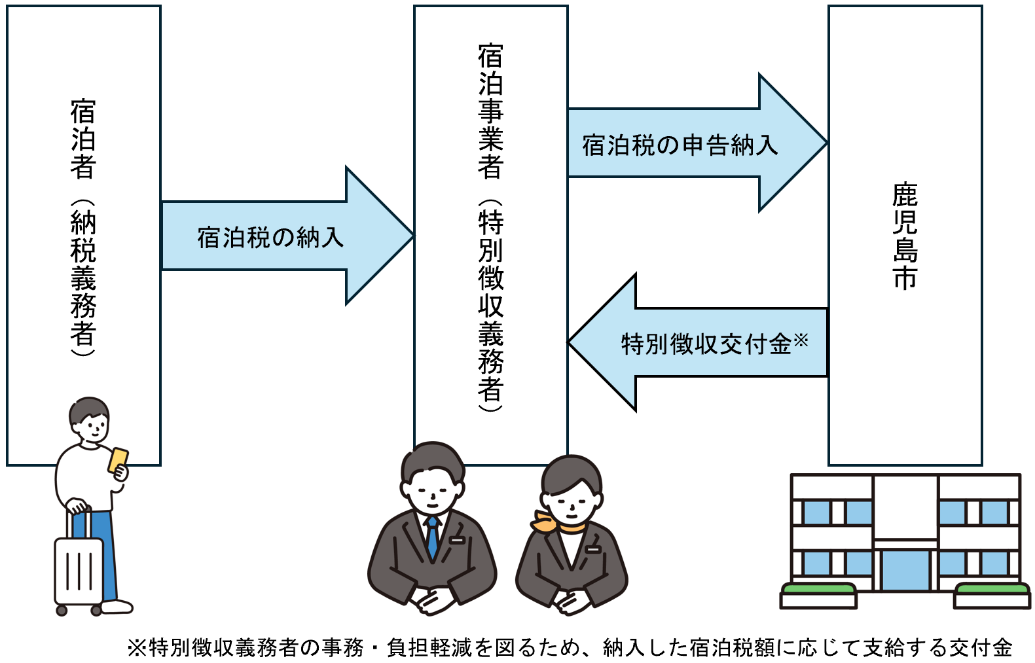 宿泊者（納税義務者）
宿泊税の納入
宿泊事業者（特別徴収義務者）
宿泊税の申告納入
特別徴収交付金※
鹿児島市
※特別徴収義務者の事務・負担軽減を図るため、納入した宿泊税額に応じて支給する交付金